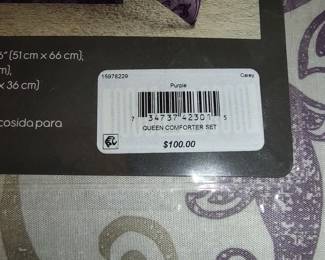 6" (51 cm x 66 cm),
m),
x 36 cm)
cosida para
15978229 Carey
Purple
7 34737 42301 5
QUEEN COMFORTER SET
$100.00